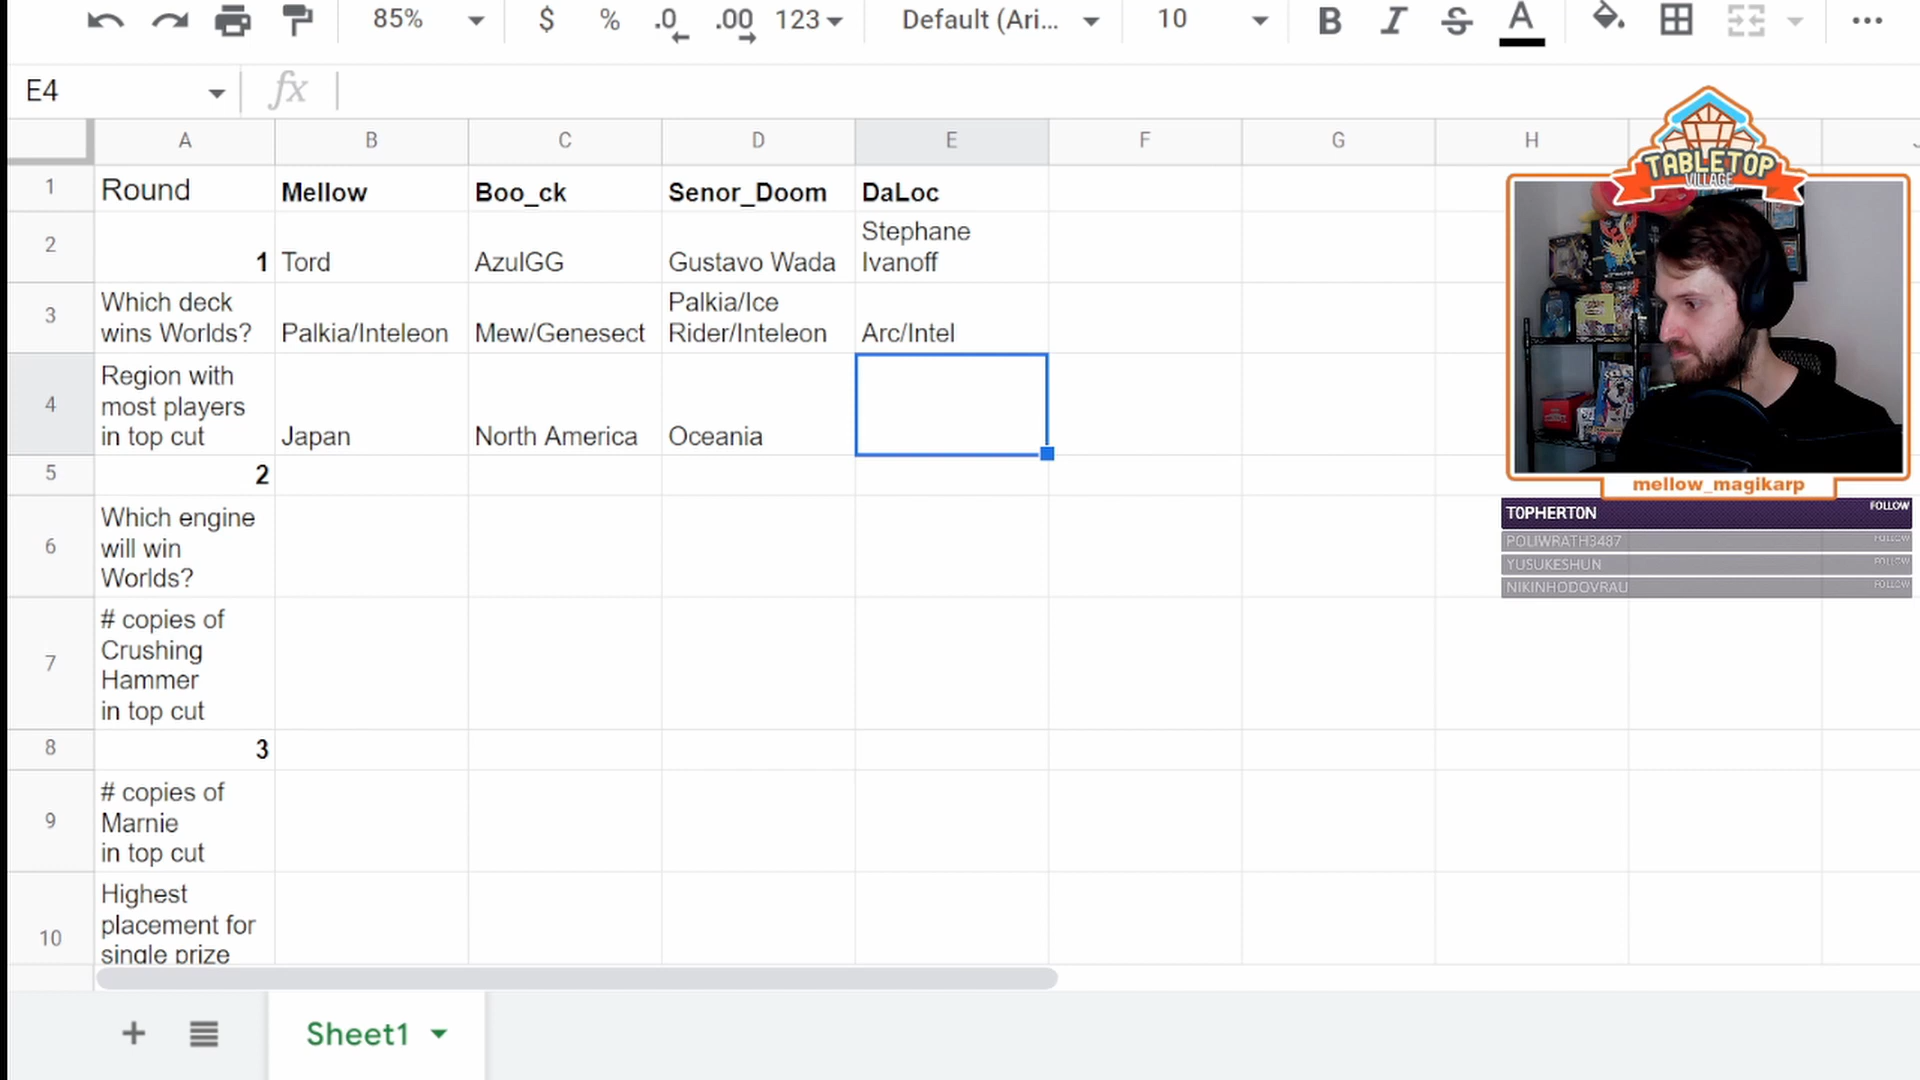 85%
$
%
.0
.00
123
Default (Ari...
10
B
I
S
A
E4
fx
A
B
C
D
E
F
G
H
1
Round
Mellow
Boo_ck
Senor_Doom
DaLoc
2
1
Tord
AzulGG
Gustavo Wada
Stephane
Ivanoff
3
Which deck
wins Worlds?
Palkia/Inteleon
Mew/Genesect
Palkia/Ice
Rider/Inteleon
Arc/Intel
4
Region with
most players
in top cut
Japan
North America
Oceania
5
2
6
Which engine
will win
Worlds?
7
# copies of
Crushing
Hammer
in top cut
8
3
9
# copies of
Marnie
in top cut
10
Highest
placement for
single prize
Sheet1
TABLETOP
VILLAGE
mellow_magikarp
T0PHERT0N
FOLLOW
POLIWRATH3487
FOLLOW
YUSUKESHUN
FOLLOW
NIKINHODOVRAU
FOLLOW